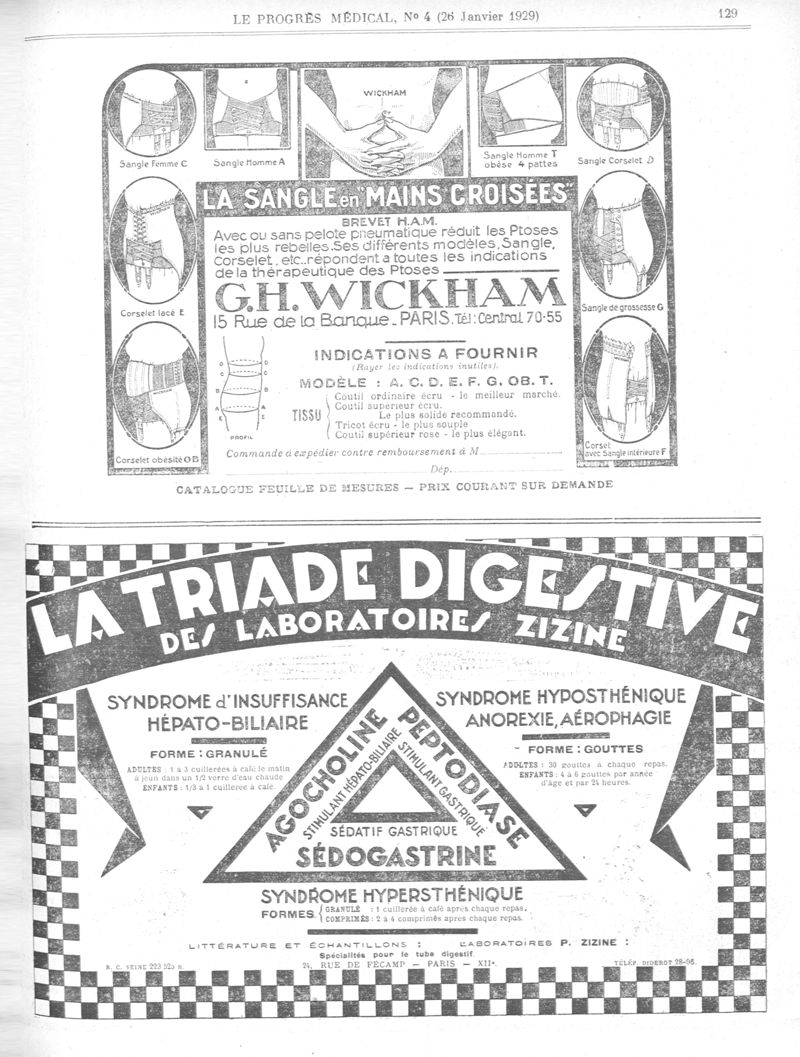 LE PROGRÈS MÉDICAL, No 4 (26 Janvier 1929)
129
WICKHAM
Sangle Femme C
Sangle Homme A
Sangle Homme T
obèse 4 pattes
Sangle Corselet D
LA SANGLE en "MAINS CROISÉES"
BREVET H.A.M.
Avec ou sans pelote pneumatique réduit les Ptoses
les plus rebelles. Ses différents modèles, Sangle,
Corselet, etc.. répondent a toutes les indications
de la thérapeutique des Ptoses
G.H. WICKHAM
15 Rue de la Banque_PARIS. Tél: Central 70-55
Corselet lacé E
Sangle de grossesse G
INDICATIONS A FOURNIR
(Rayer les indications inutiles).
MODÈLE : A. C. D. E. F. G. OB. T.
TISSU
Coutil ordinaire écru - le meilleur marché.
Coutil supérieur écru.
Le plus solide recommandé.
Tricot écru - le plus souple
Coutil supérieur rose - le plus élégant.
PROFIL
Corselet obésité OB
Corset
avec Sangle intérieure F
Commande à expédier contre remboursement à M
Dép.
CATALOGUE FEUILLE DE MESURES — PRIX COURANT SUR DEMANDE
LA TRIADE DIGESTIVE
DES LABORATOIRES ZIZINE
SYNDROME d'INSUFFISANCE
HÉPATO-BILIAIRE
FORME : GRANULÉ
ADULTES : 1 à 3 cuillerées à café le matin
à jeun dans un 1/2 verre d'eau chaude
ENFANTS : 1/3 à 1 cuillerée à café.
SYNDROME HYPOSTHÉNIQUE
ANOREXIE, AÉROPHAGIE
FORME : GOUTTES
ADULTES : 30 gouttes à chaque repas.
ENFANTS : 4 à 6 gouttes par année
d'âge et par 24 heures.
AGOCHOLINE
STIMULANT HÉPATO-BILIAIRE
PEPTODIASE
STIMULANT GASTRIQUE
SÉDATIF GASTRIQUE
SÉDOGASTRINE
SYNDROME HYPERSTHÉNIQUE
FORMES
GRANULÉ : 1 cuillerée à café après chaque repas.
COMPRIMÉS : 2 à 4 comprimés après chaque repas.
LITTÉRATURE ET ÉCHANTILLONS : LABORATOIRES P. ZIZINE :
Spécialités pour le tube digestif
R. C. SEINE 223 525 B.
24, RUE DE FÉCAMP - PARIS - XIIe.
TÉLÉP. DIDEROT 28-96.